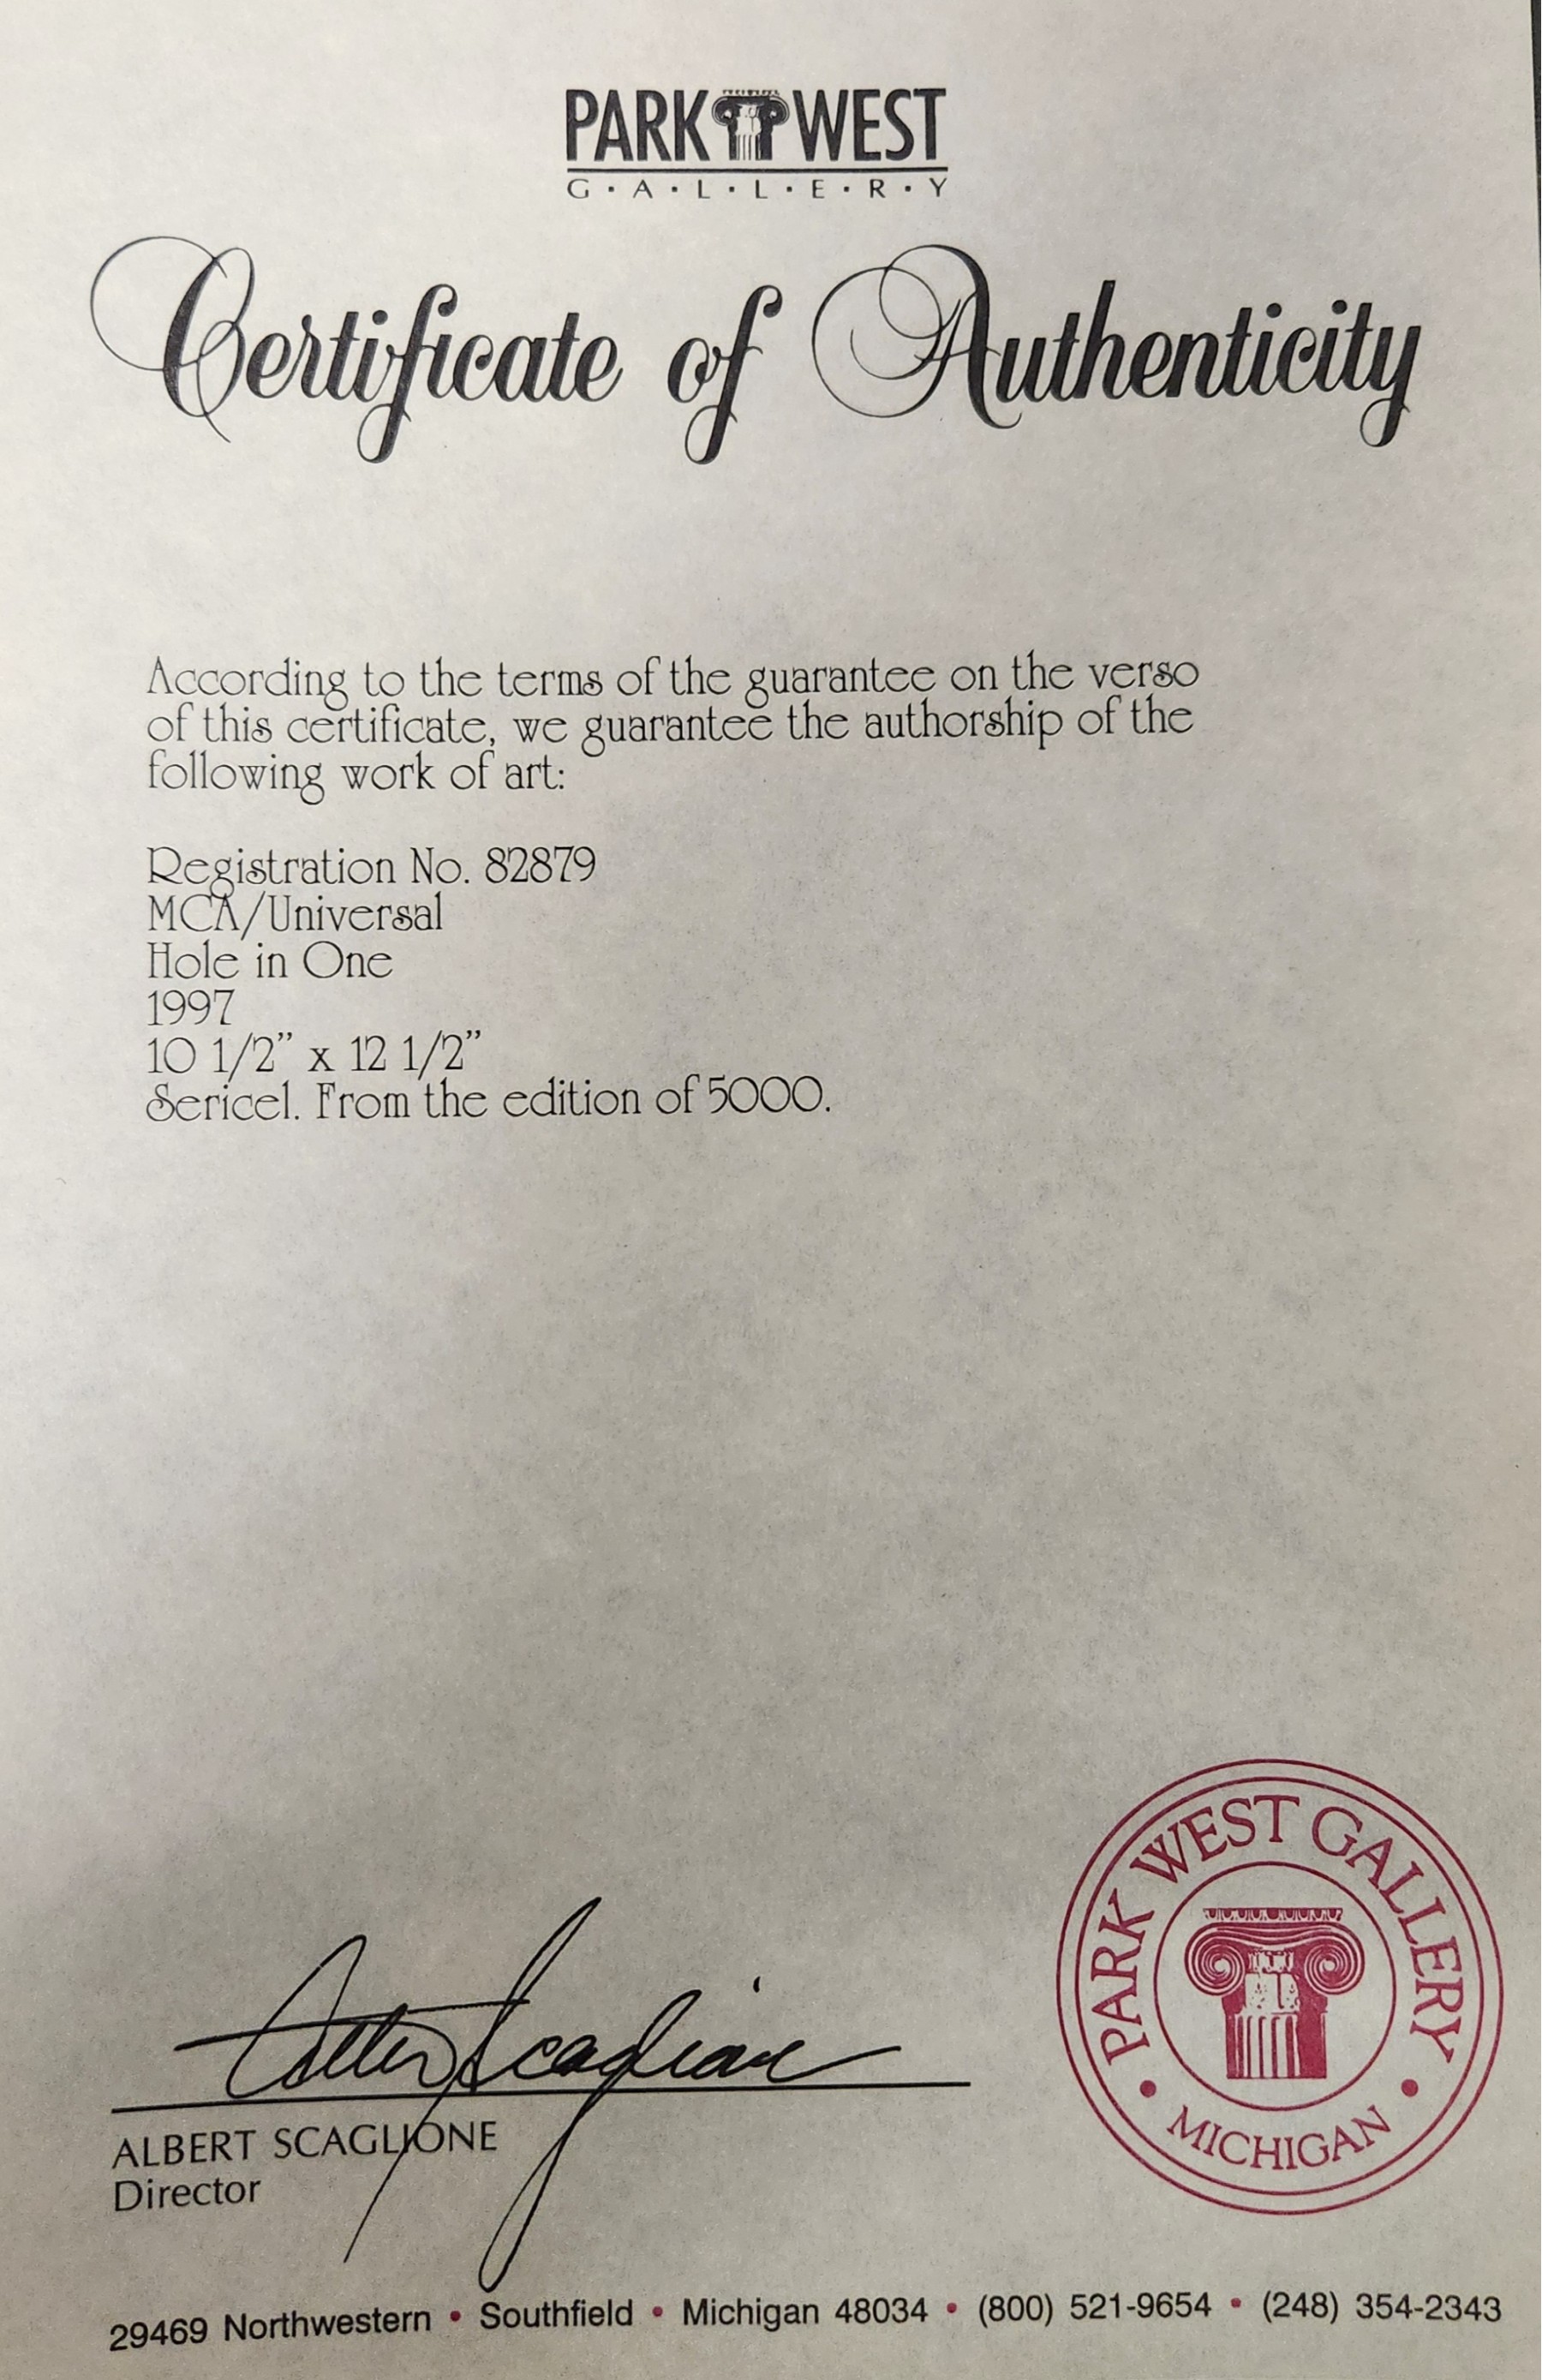 PARK WEST
G·A·L·L·E·R·Y
Certificate of Authenticity
According to the terms of the guarantee on the verso
of this certificate, we guarantee the authorship of the
following work of art:
Registration No. 82879
MCA/Universal
Hole in One
1997
10 1/2” x 12 1/2”
Sericel. From the edition of 5000.
Albert Scaglione
ALBERT SCAGLIONE
Director
PARK WEST GALLERY
• MICHIGAN •
29469 Northwestern • Southfield • Michigan 48034 • (800) 521-9654 • (248) 354-2343